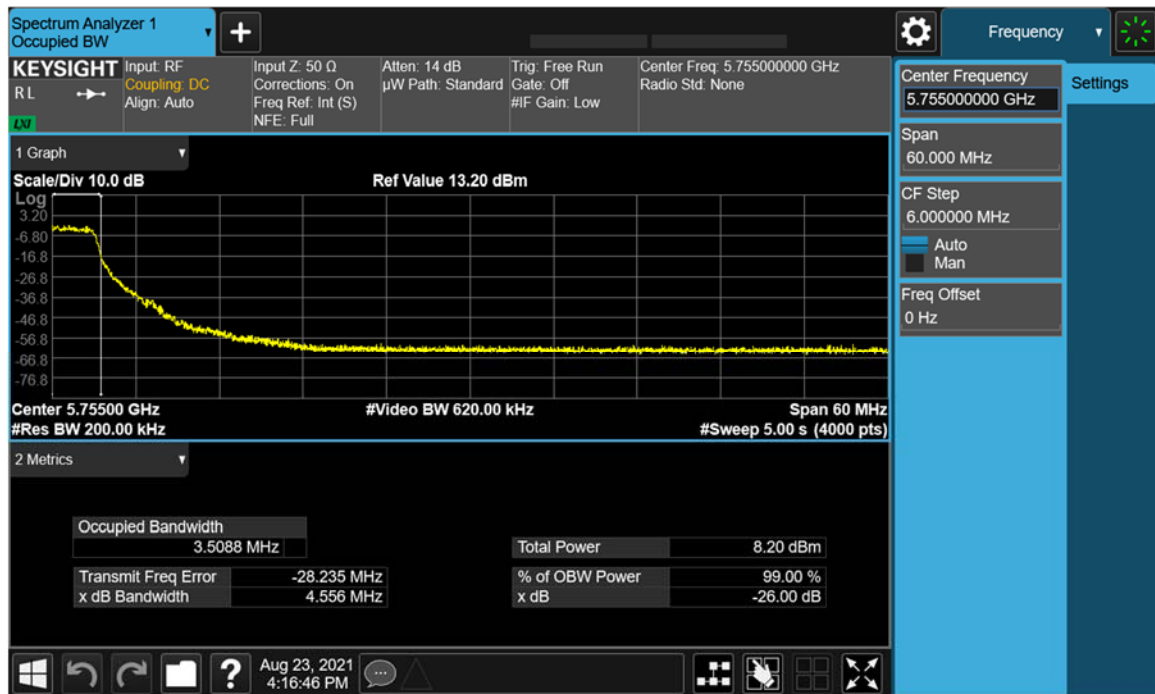 Spectrum Analyzer 1
Occupied BW
+
Frequency
KEYSIGHT
R L
LXI
Input: RF
Coupling: DC
Align: Auto
Input Z: 50 Ω
Corrections: On
Freq Ref: Int (S)
NFE: Full
Atten: 14 dB
µW Path: Standard
Trig: Free Run
Gate: Off
#IF Gain: Low
Center Freq: 5.755000000 GHz
Radio Std: None
Center Frequency
5.755000000 GHz
Settings
Span
60.000 MHz
CF Step
6.000000 MHz
Auto
Man
Freq Offset
0 Hz
1 Graph
Scale/Div 10.0 dB
Ref Value 13.20 dBm
Log
3.20
-6.80
-16.8
-26.8
-36.8
-46.8
-56.8
-66.8
-76.8
Center 5.75500 GHz
#Video BW 620.00 kHz
Span 60 MHz
#Res BW 200.00 kHz
#Sweep 5.00 s (4000 pts)
2 Metrics
Occupied Bandwidth
3.5088 MHz
Total Power 8.20 dBm
Transmit Freq Error -28.235 MHz
% of OBW Power 99.00 %
x dB Bandwidth 4.556 MHz
x dB -26.00 dB
?
Aug 23, 2021
4:16:46 PM